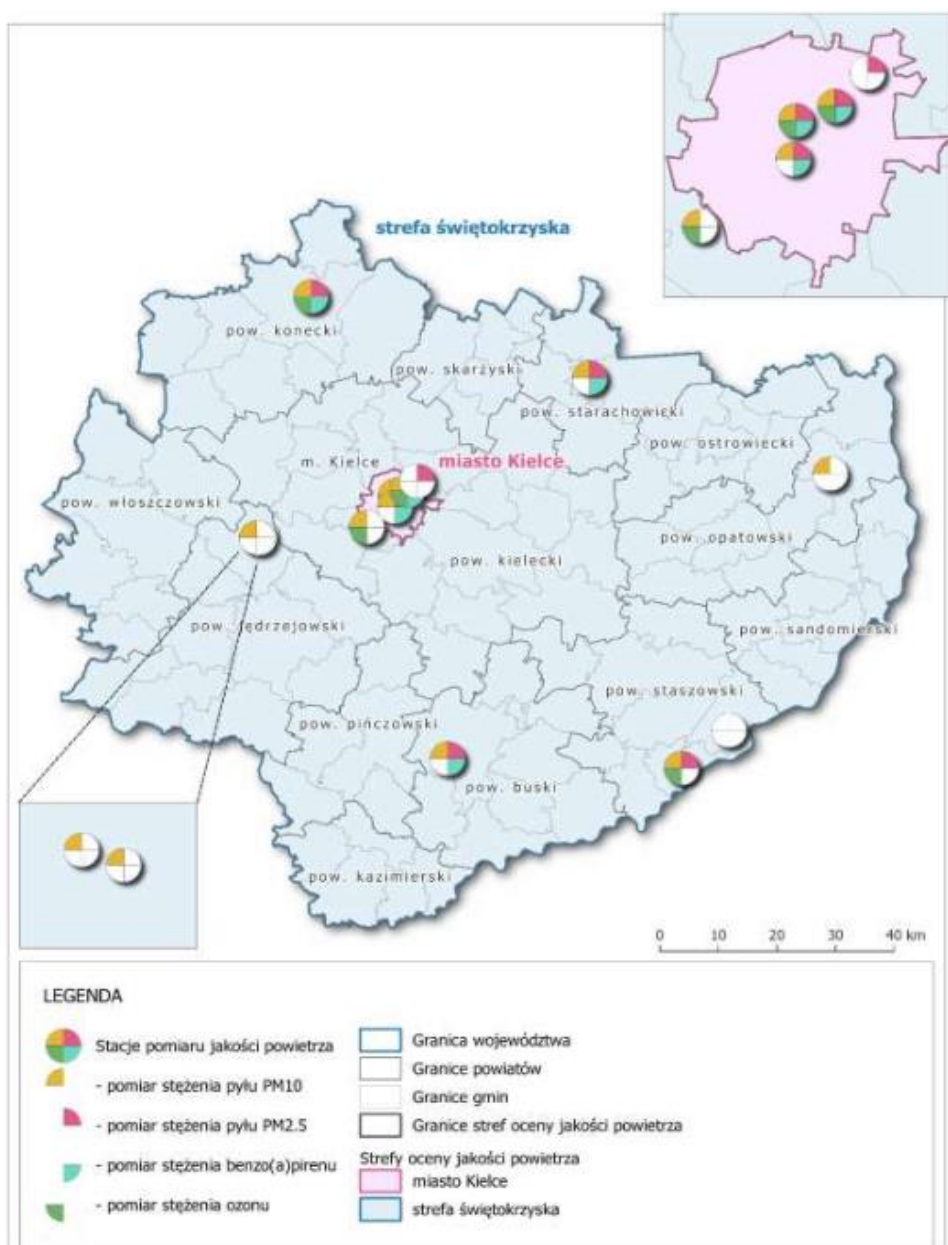 strefa świętokrzyska
pow. konecki
pow. skarżyski
pow. starachowicki
pow. ostrowiecki
m. Kielce
miasto Kielce
pow. włoszczowski
pow. opatowski
pow. kielecki
pow. jędrzejowski
pow. sandomierski
pow. staszowski
pow. pińczowski
pow. buski
pow. kazimierski
0 10 20 30 40 km
LEGENDA
Stacje pomiaru jakości powietrza
- pomiar stężenia pyłu PM10
- pomiar stężenia pyłu PM2.5
- pomiar stężenia benzo(a)pirenu
- pomiar stężenia ozonu
Granica województwa
Granice powiatów
Granice gmin
Granice stref oceny jakości powietrza
Strefy oceny jakości powietrza
miasto Kielce
strefa świętokrzyska